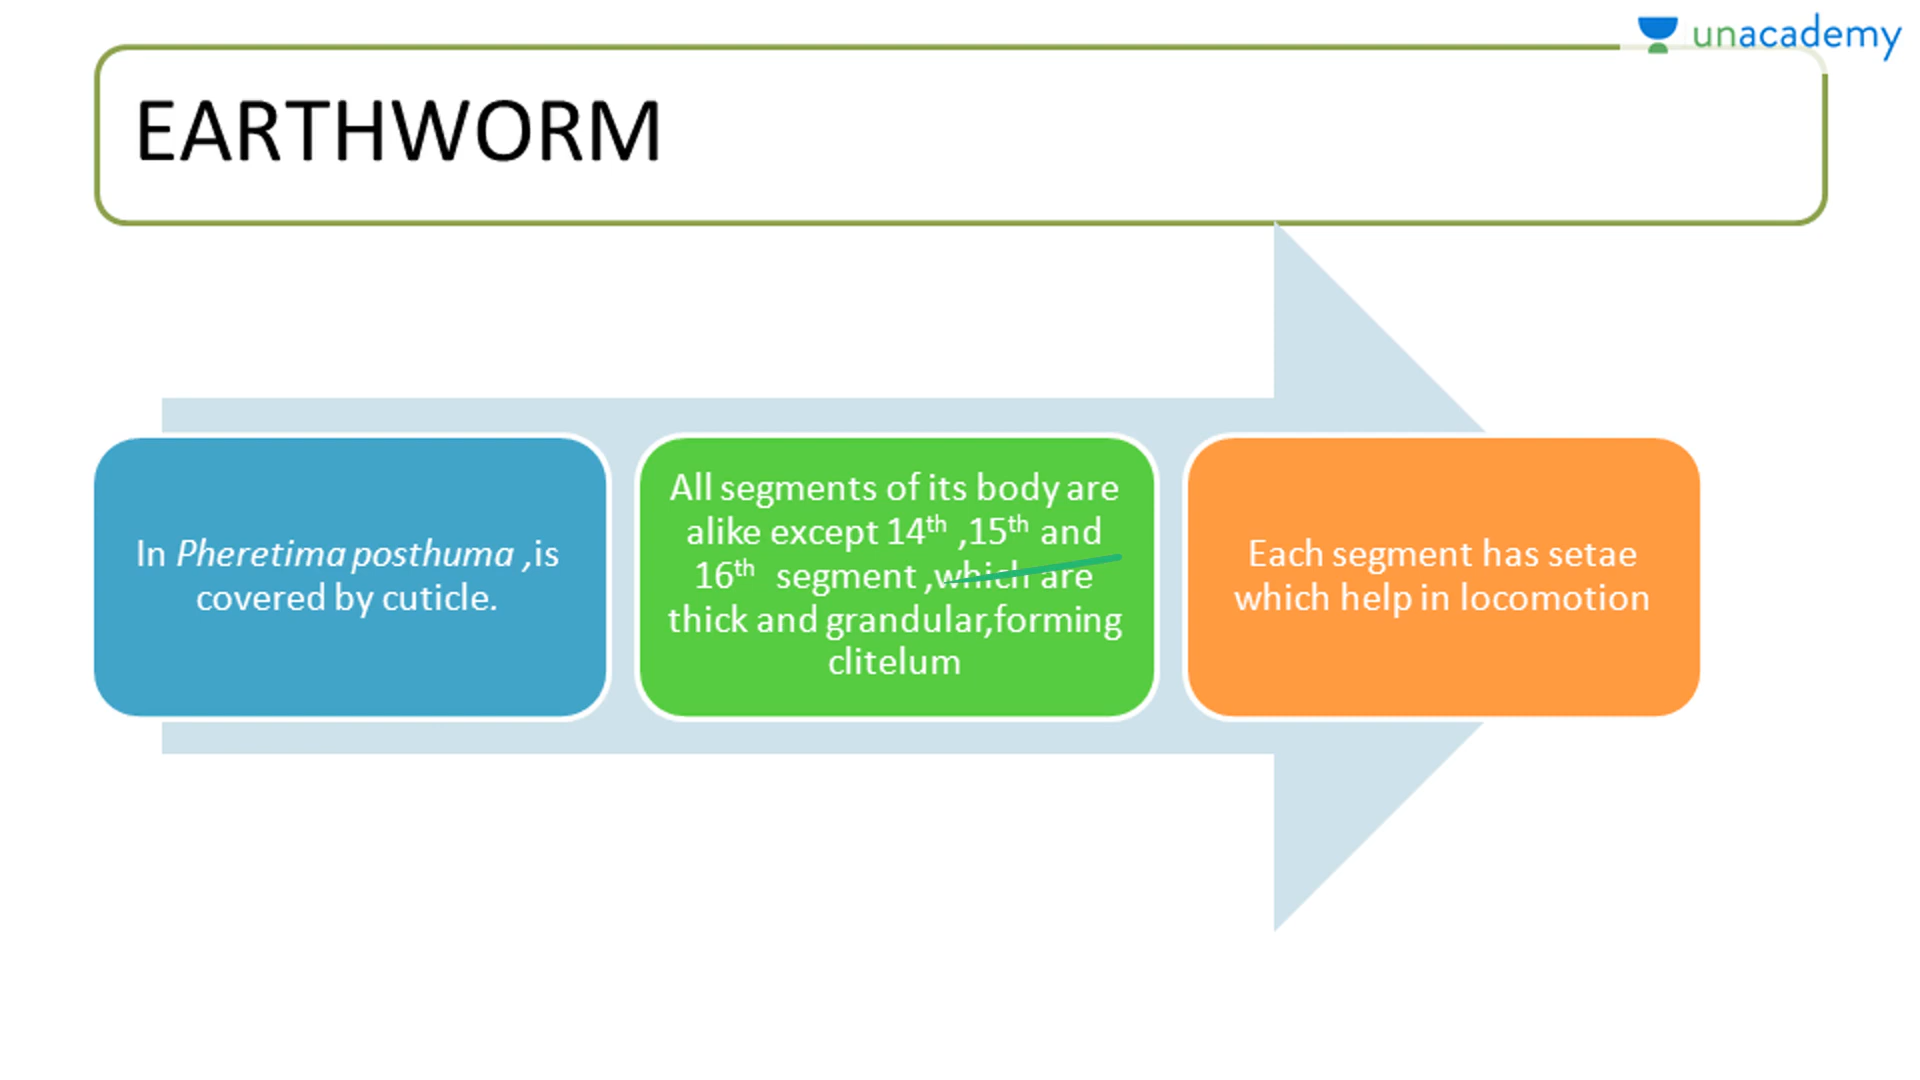 unacademy
EARTHWORM
In Pheretima posthuma ,is
covered by cuticle.
All segments of its body are
alike except 14th ,15th and
16th segment ,which are
thick and grandular,forming
clitelum
Each segment has setae
which help in locomotion